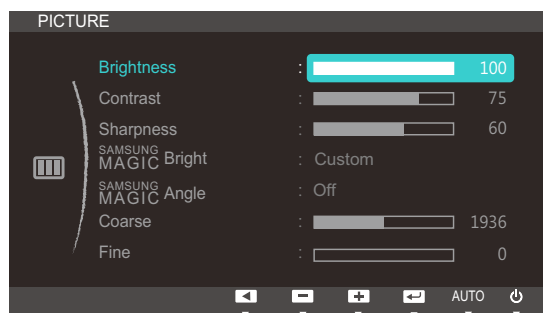 PICTURE
Brightness : 100
Contrast : 75
Sharpness : 60
SAMSUNG MAGIC Bright : Custom
SAMSUNG MAGIC Angle : Off
Coarse : 1936
Fine : 0
AUTO